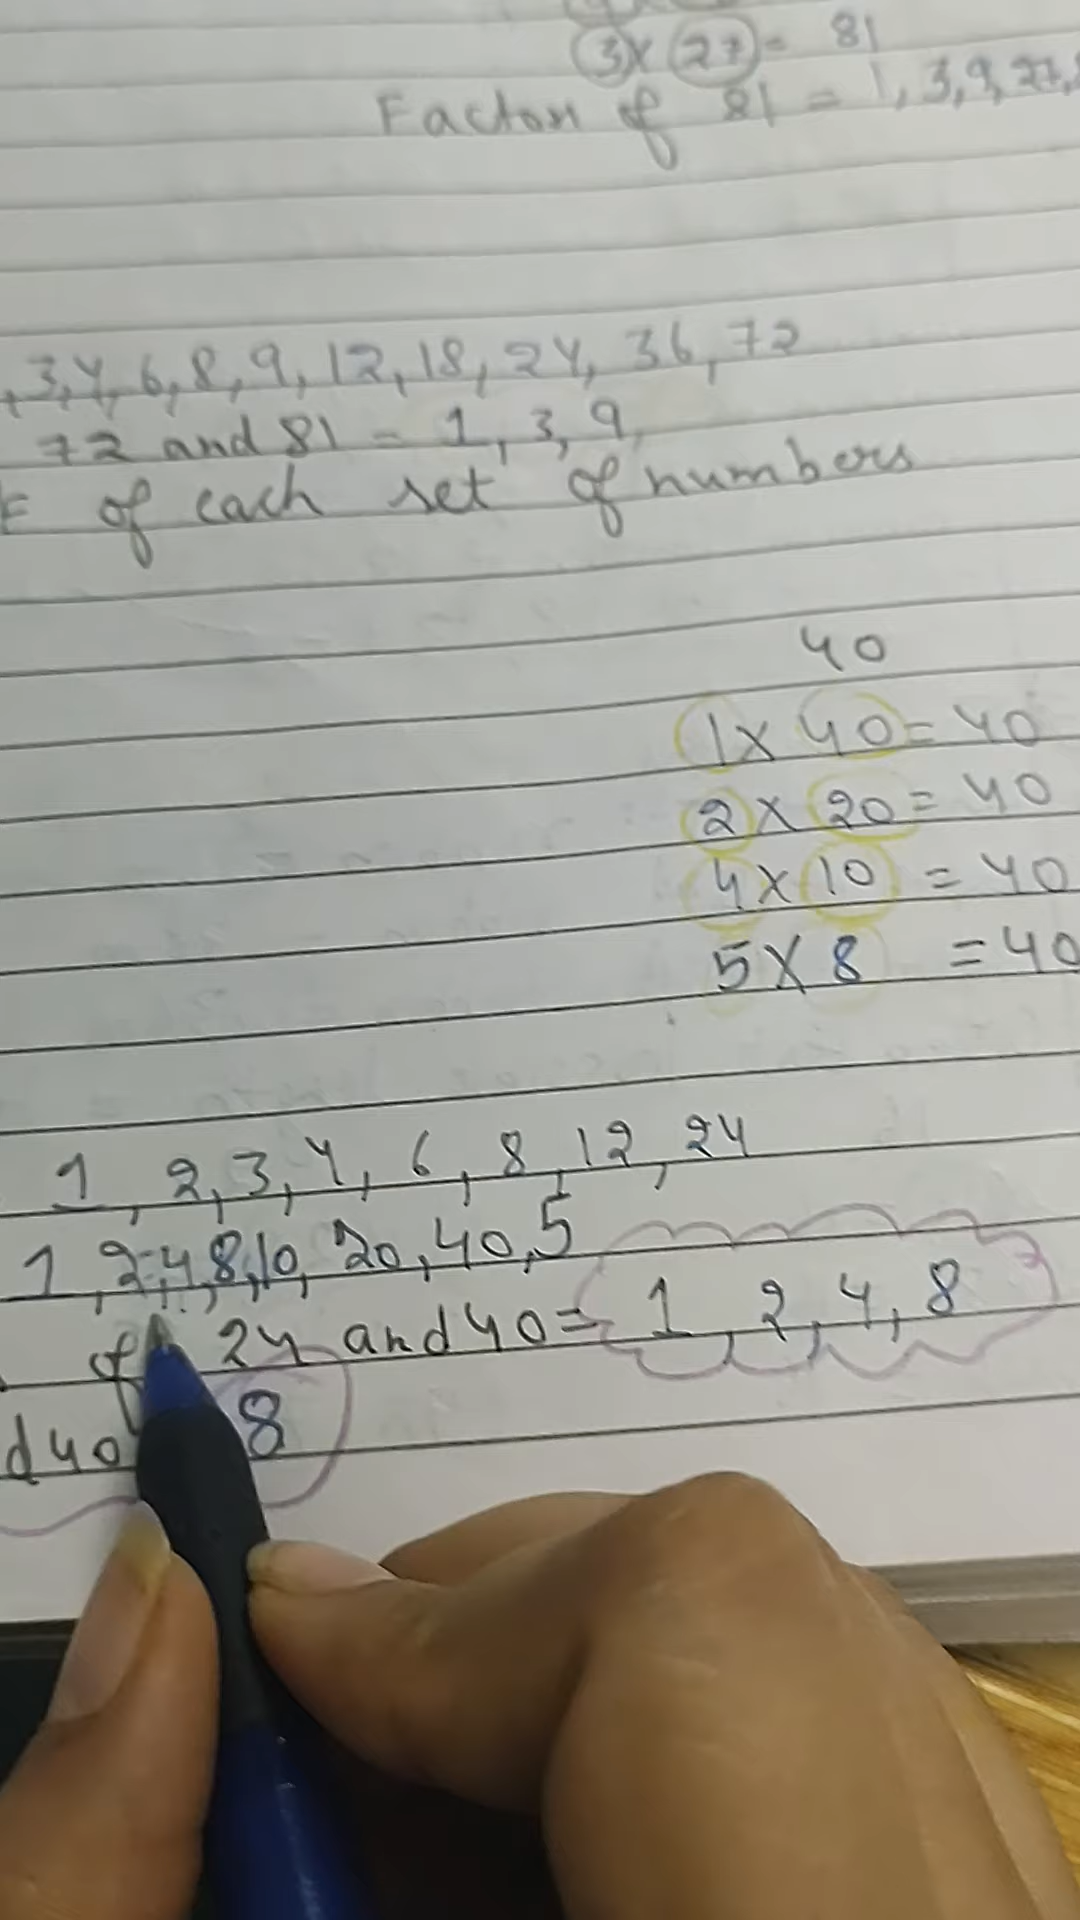 3 x 27 = 81
Factors of 81 = 1, 3, 9, 27,
, 3, 4, 6, 8, 9, 12, 18, 24, 36, 72
72 and 81 = 1, 3, 9
F of each set of numbers
40
1 x 40 = 40
2 x 20 = 40
4 x 10 = 40
5 x 8 = 40
1, 2, 3, 4, 6, 8, 12, 24
1, 2, 4, 8, 10, 20, 40, 5
of 24 and 40 = 1, 2, 4, 8
d 40 8